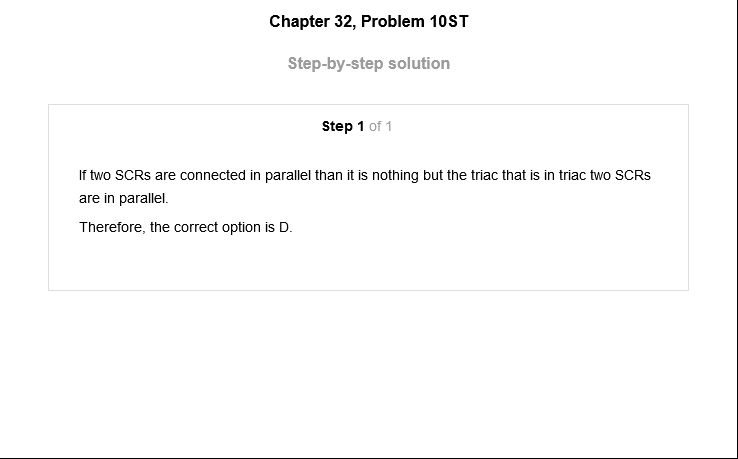 Chapter 32, Problem 10ST
Step-by-step solution
Step 1 of 1
If two SCRs are connected in parallel than it is nothing but the triac that is in triac two SCRs
are in parallel.
Therefore, the correct option is D.